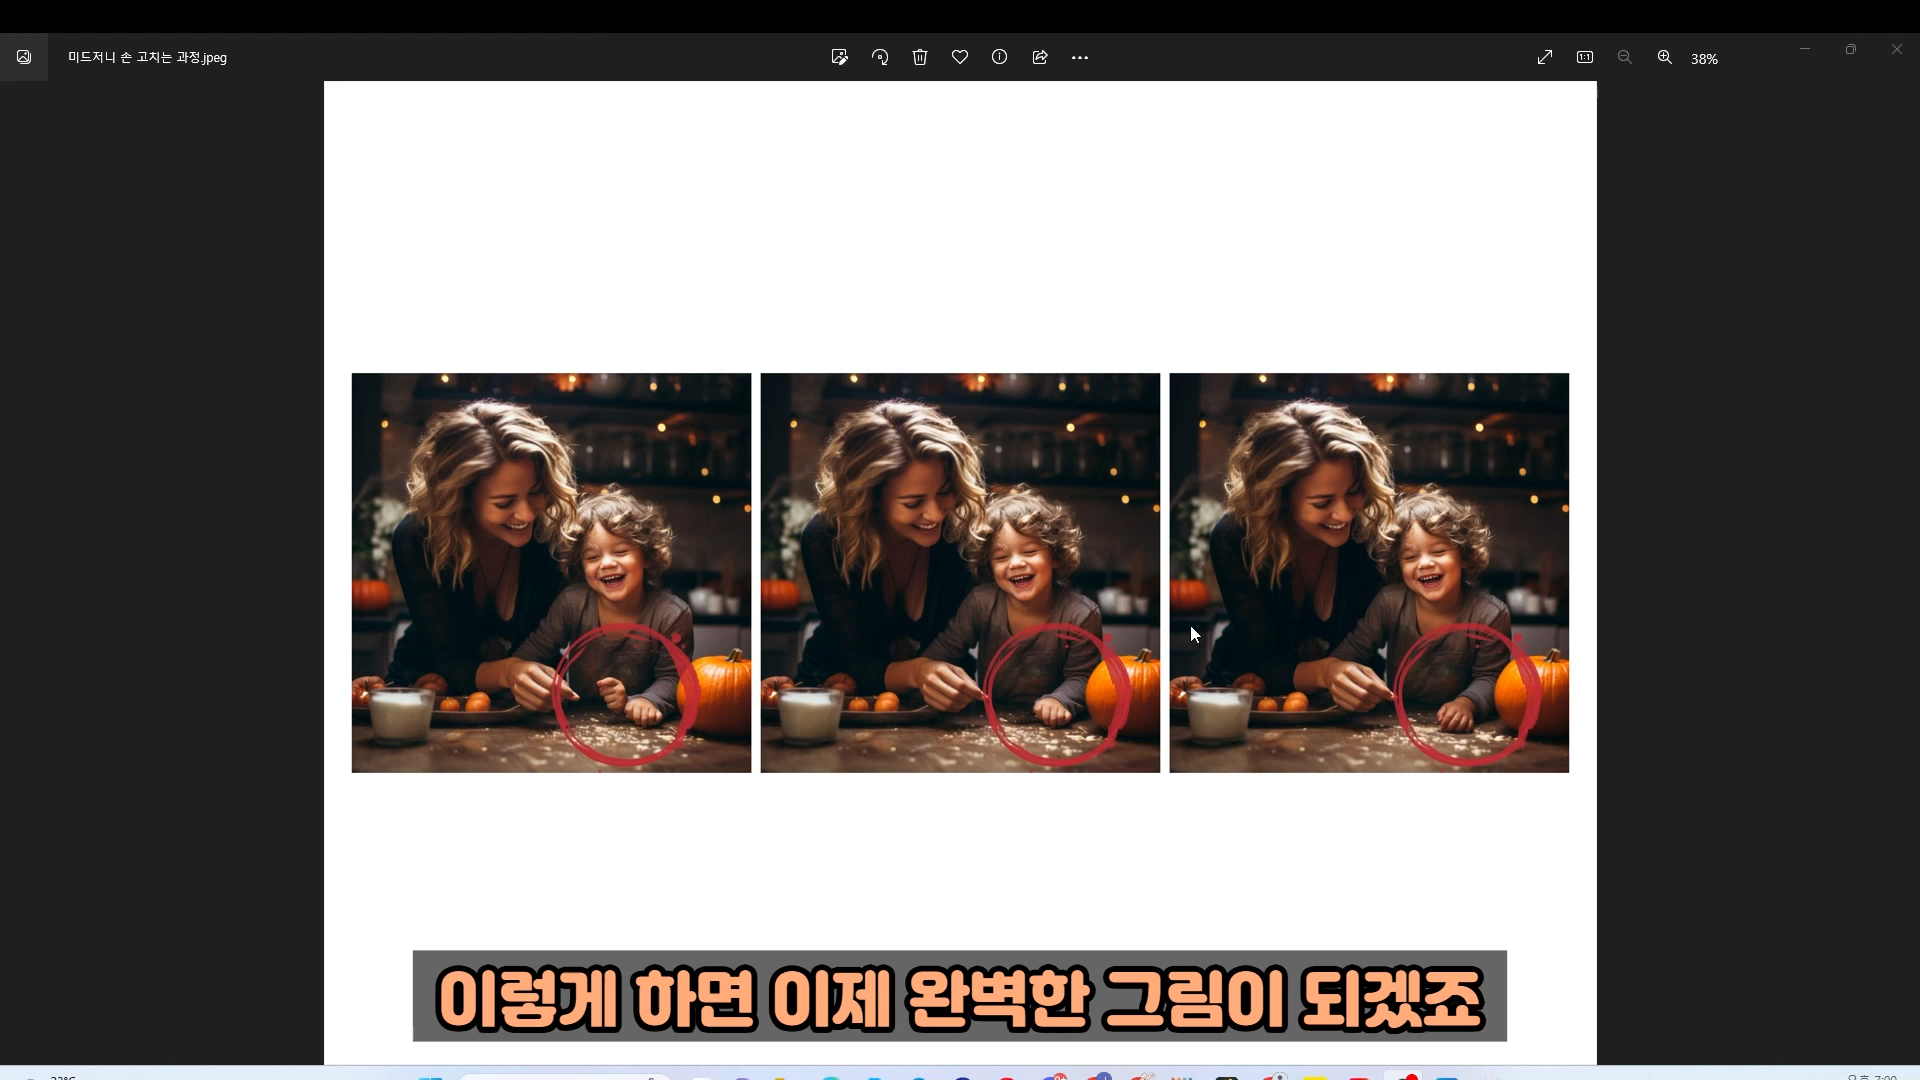 미드저니 손 고치는 과정.jpeg
38%
이렇게 하면 이제 완벽한 그림이 되겠죠